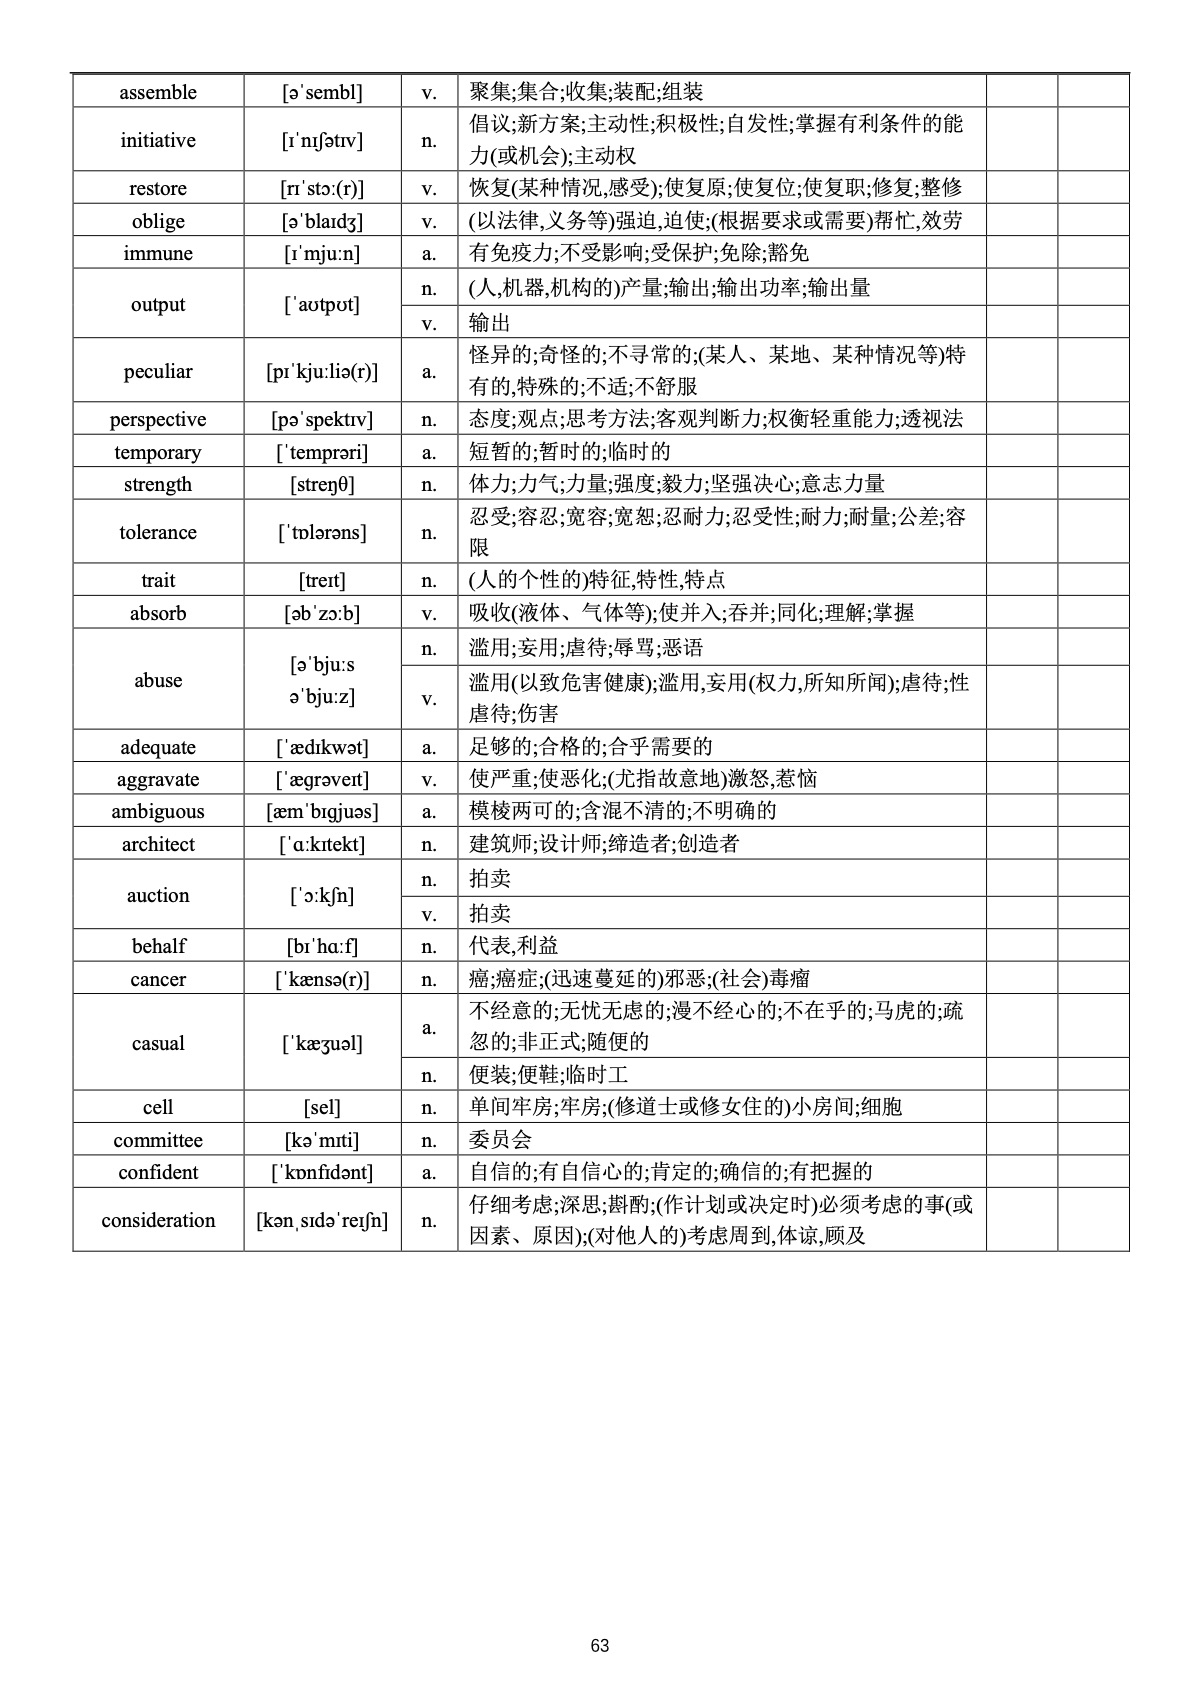 assemble [əˈsembl] v. 聚集;集合;收集;装配;组装
initiative [ɪˈnɪʃətɪv] n. 倡议;新方案;主动性;积极性;自发性;掌握有利条件的能
力(或机会);主动权
restore [rɪˈstɔː(r)] v. 恢复(某种情况,感受);使复原;使复位;使复职;修复;整修
oblige [əˈblaɪdʒ] v. (以法律,义务等)强迫,迫使;(根据要求或需要)帮忙,效劳
immune [ɪˈmjuːn] a. 有免疫力;不受影响;受保护;免除;豁免
output [ˈaʊtpʊt] n. (人,机器,机构的)产量;输出;输出功率;输出量
v. 输出
peculiar [pɪˈkjuːliə(r)] a. 怪异的;奇怪的;不寻常的;(某人、某地、某种情况等)特
有的,特殊的;不适;不舒服
perspective [pəˈspektɪv] n. 态度;观点;思考方法;客观判断力;权衡轻重能力;透视法
temporary [ˈtemprəri] a. 短暂的;暂时的;临时的
strength [streŋθ] n. 体力;力气;力量;强度;毅力;坚强决心;意志力量
tolerance [ˈtɒlərəns] n. 忍受;容忍;宽容;宽恕;忍耐力;忍受性;耐力;耐量;公差;容
限
trait [treɪt] n. (人的个性的)特征,特性,特点
absorb [əbˈzɔːb] v. 吸收(液体、气体等);使并入;吞并;同化;理解;掌握
abuse [əˈbjuːs n. 滥用;妄用;虐待;辱骂;恶语
əˈbjuːz] v. 滥用(以致危害健康);滥用,妄用(权力,所知所闻);虐待;性
虐待;伤害
adequate [ˈædɪkwət] a. 足够的;合格的;合乎需要的
aggravate [ˈæɡrəveɪt] v. 使严重;使恶化;(尤指故意地)激怒,惹恼
ambiguous [æmˈbɪɡjuəs] a. 模棱两可的;含混不清的;不明确的
architect [ˈɑːkɪtekt] n. 建筑师;设计师;缔造者;创造者
auction [ˈɔːkʃn] n. 拍卖
v. 拍卖
behalf [bɪˈhɑːf] n. 代表,利益
cancer [ˈkænsə(r)] n. 癌;癌症;(迅速蔓延的)邪恶;(社会)毒瘤
casual [ˈkæʒuəl] a. 不经意的;无忧无虑的;漫不经心的;不在乎的;马虎的;疏
忽的;非正式;随便的
n. 便装;便鞋;临时工
cell [sel] n. 单间牢房;牢房;(修道士或修女住的)小房间;细胞
committee [kəˈmɪti] n. 委员会
confident [ˈkɒnfɪdənt] a. 自信的;有自信心的;肯定的;确信的;有把握的
consideration [kənˌsɪdəˈreɪʃn] n. 仔细考虑;深思;斟酌;(作计划或决定时)必须考虑的事(或
因素、原因);(对他人的)考虑周到,体谅,顾及
63